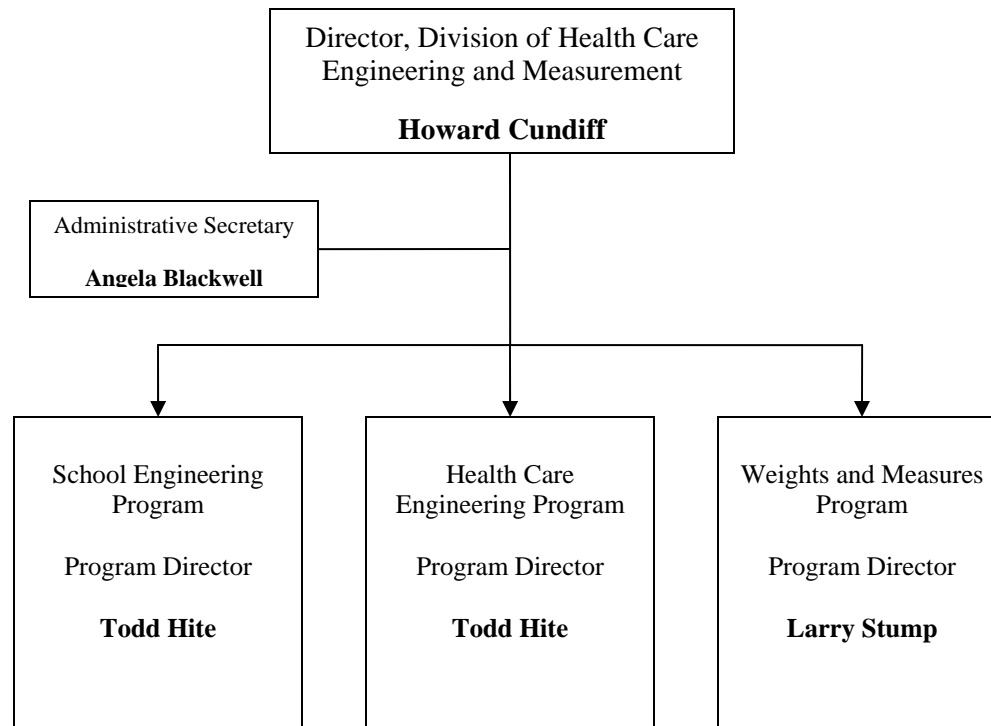 Director, Division of Health Care
Engineering and Measurement
Howard Cundiff
Administrative Secretary
Angela Blackwell
School Engineering
Program
Program Director
Todd Hite
Health Care
Engineering Program
Program Director
Todd Hite
Weights and Measures
Program
Program Director
Larry Stump